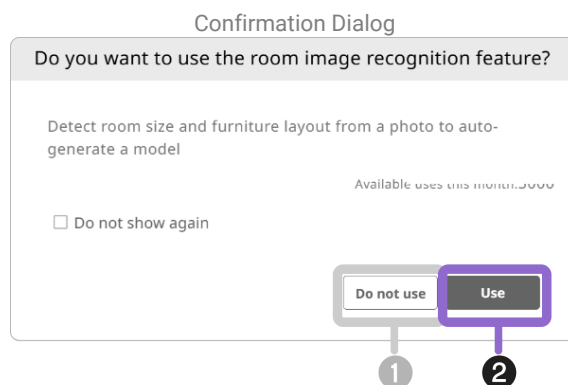 Confirmation Dialog
Do you want to use the room image recognition feature?
Detect room size and furniture layout from a photo to auto-
generate a model
Available uses this month:5000
Do not show again
Do not use
Use
1
2